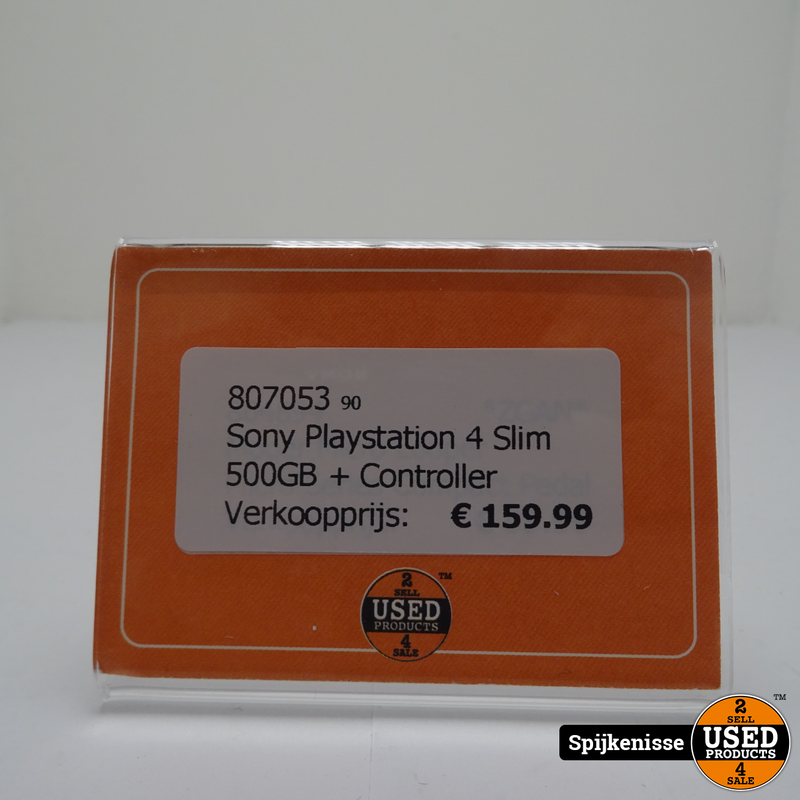 807053 90
Sony Playstation 4 Slim
500GB + Controller
Verkoopprijs: € 159.99
2
SELL
USED
PRODUCTS
4
SALE
TM
Spijkenisse
2
SELL
USED
PRODUCTS
4
SALE
TM